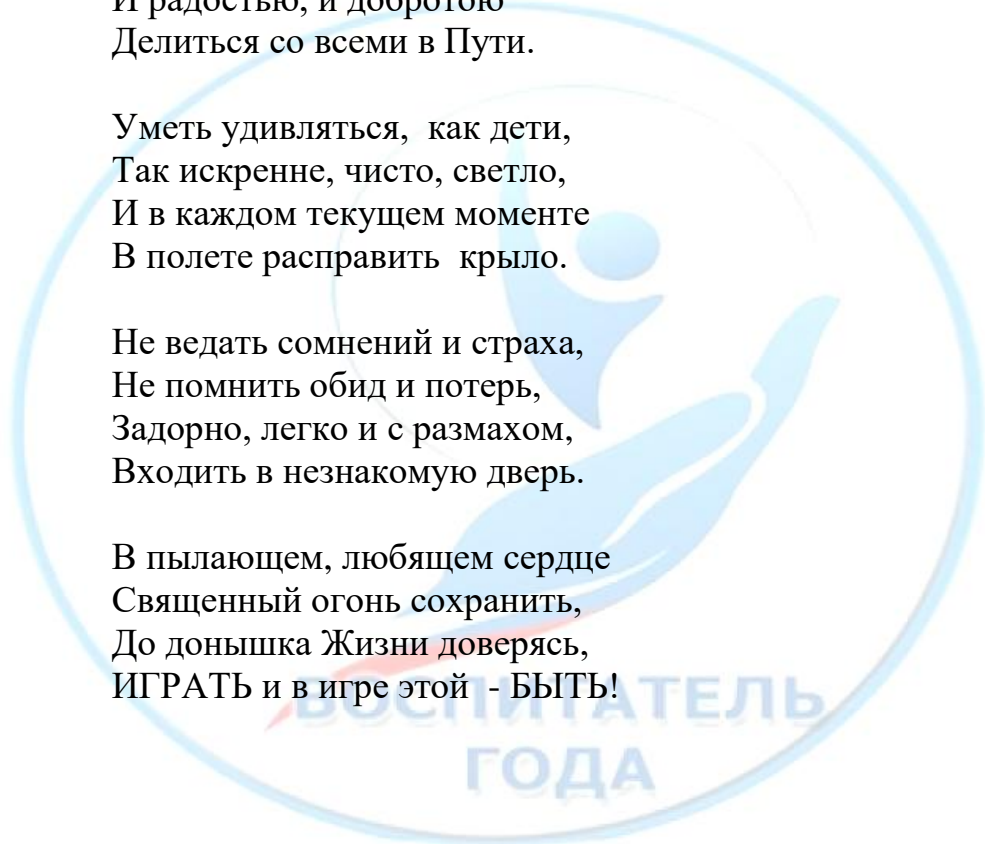 И радостью, и добротою
Делиться со всеми в Пути.
Уметь удивляться,  как дети,
Так искренне, чисто, светло,
И в каждом текущем моменте
В полете расправить  крыло.
Не ведать сомнений и страха,
Не помнить обид и потерь,
Задорно, легко и с размахом,
Входить в незнакомую дверь.
В пылающем, любящем сердце
Священный огонь сохранить,
До донышка Жизни доверясь,
ИГРАТЬ и в игре этой  - БЫТЬ!
ВОСПИТАТЕЛЬ
ГОДА